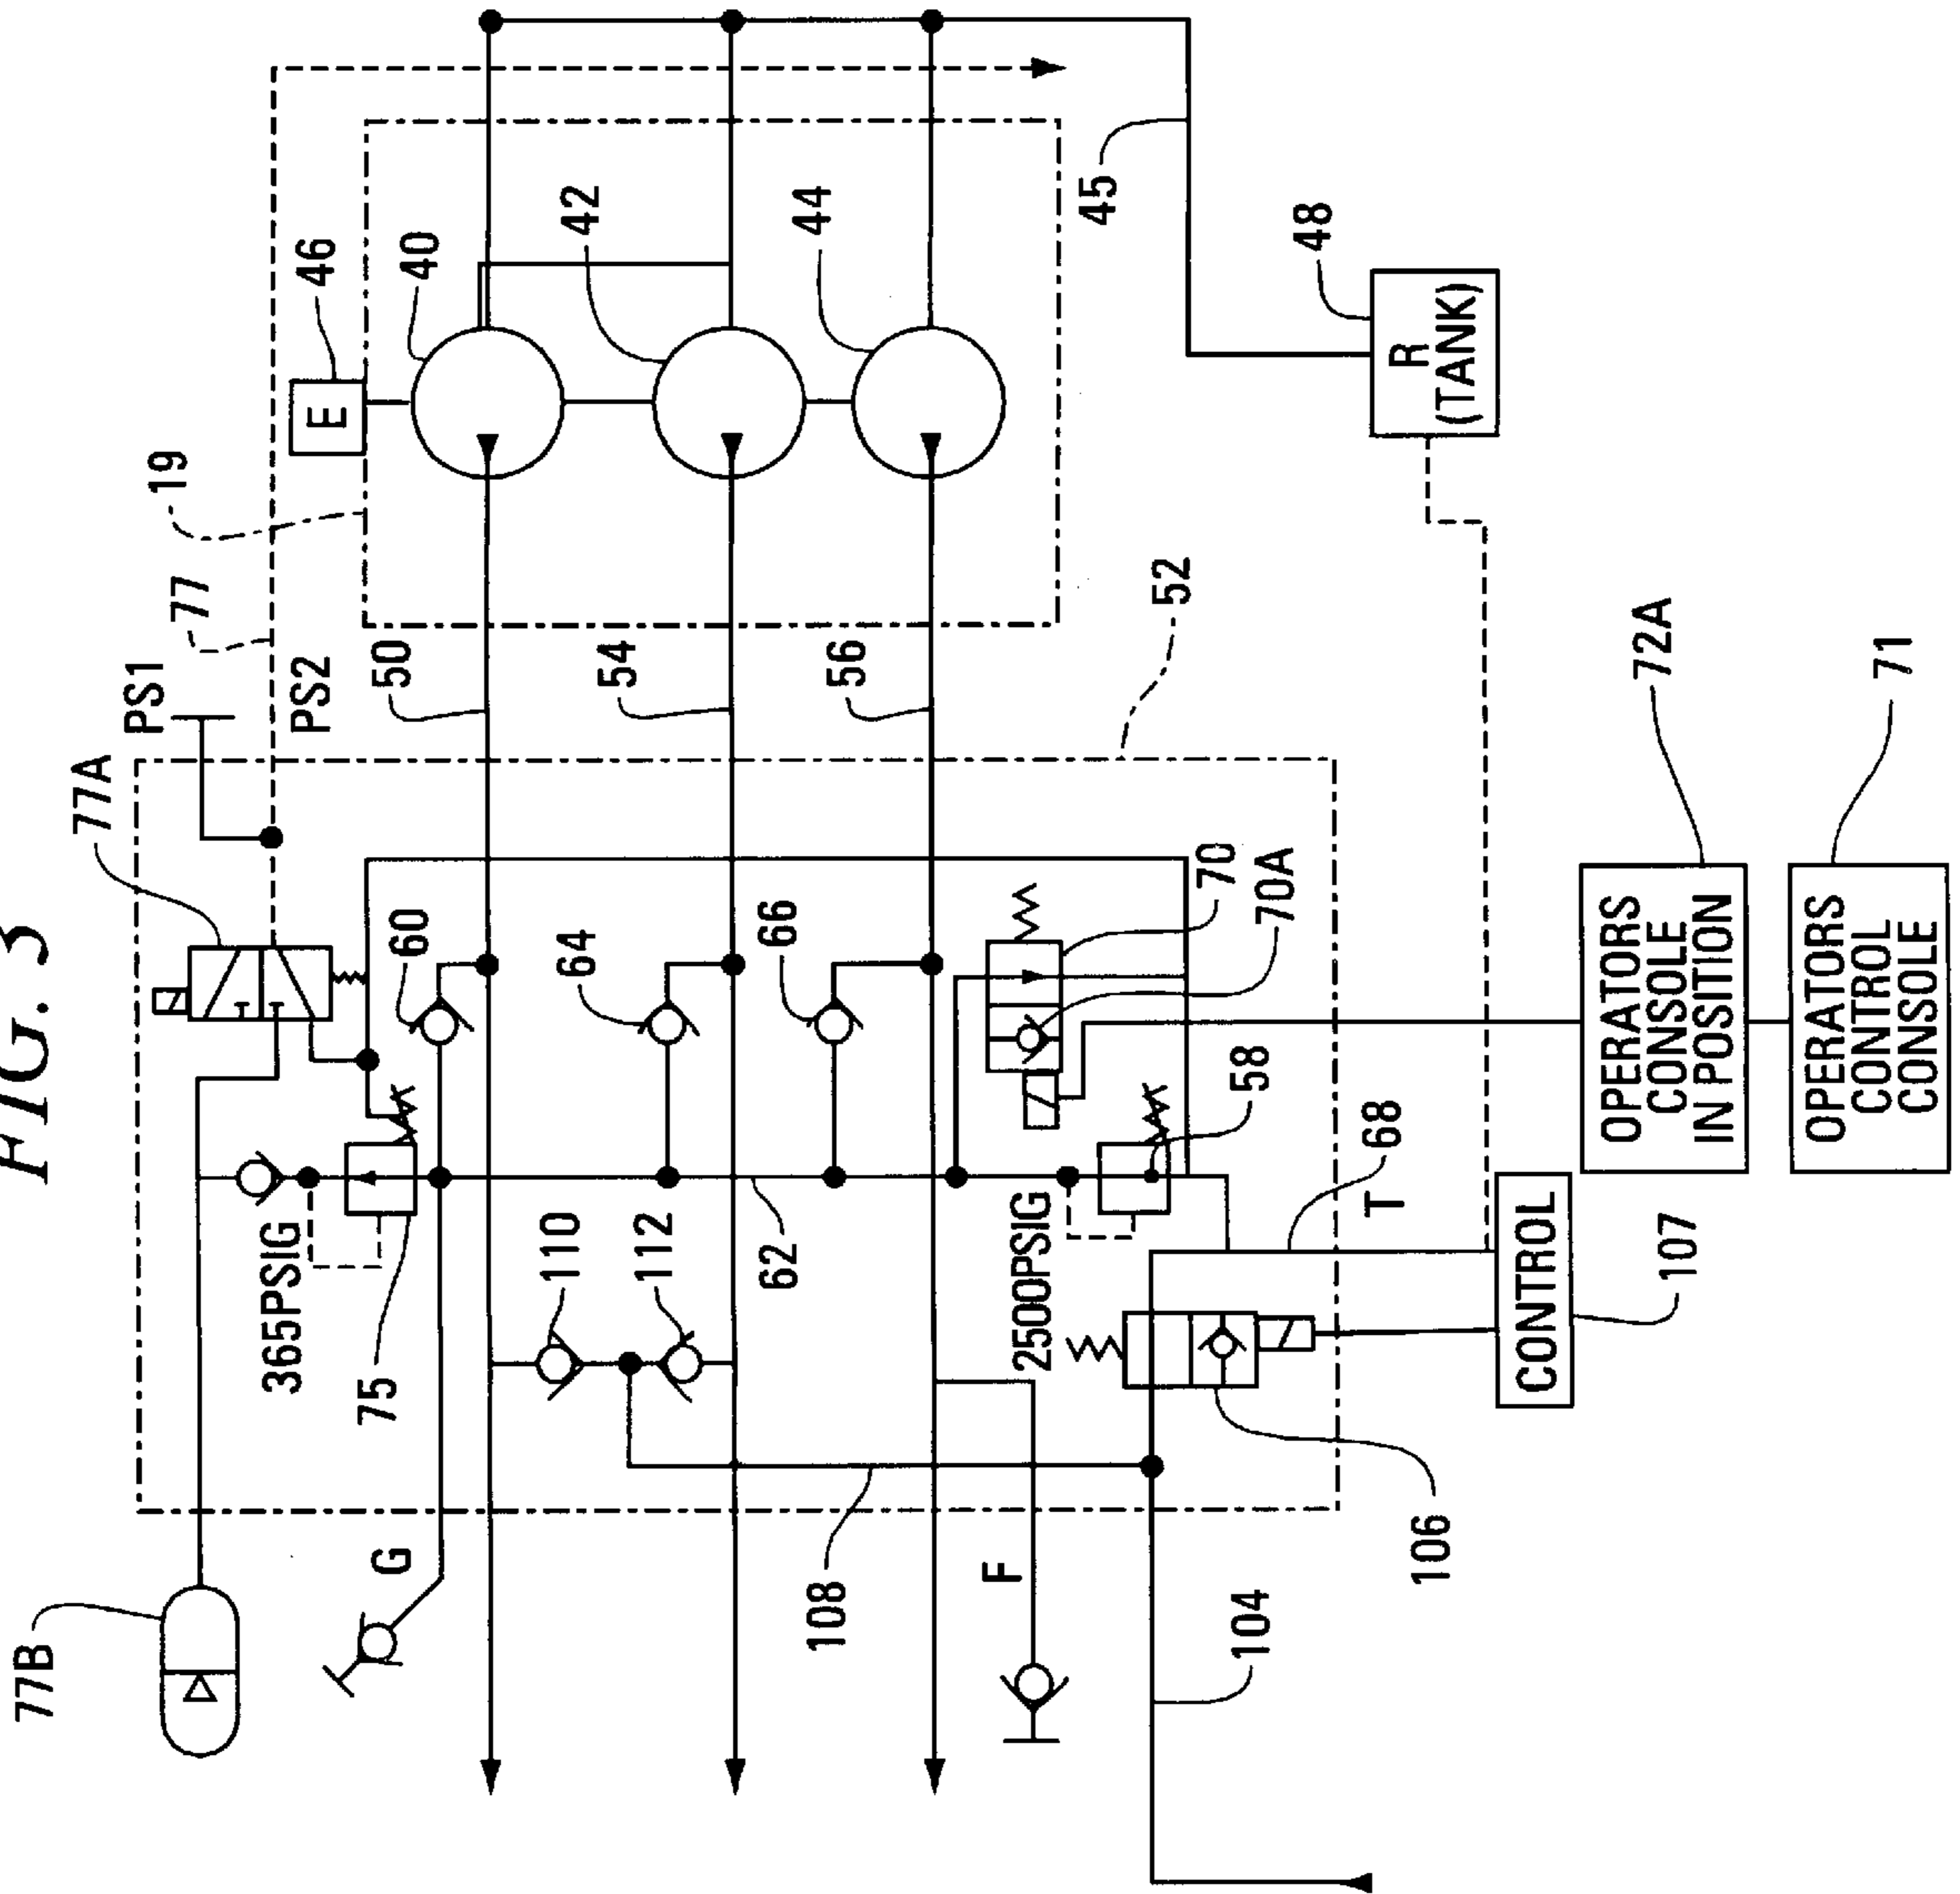 FIG. 3
77B
77A
PS1
77
19
46
G
365PSIG
75
60
PS2
50
40
110
112
64
54
42
62
66
56
44
108
F
2500PSIG
70
70A
58
52
45
104
106
T
68
48
R
(TANK)
107
CONTROL
72A
OPERATORS
CONSOLE
IN POSITION
71
OPERATORS
CONTROL
CONSOLE
E